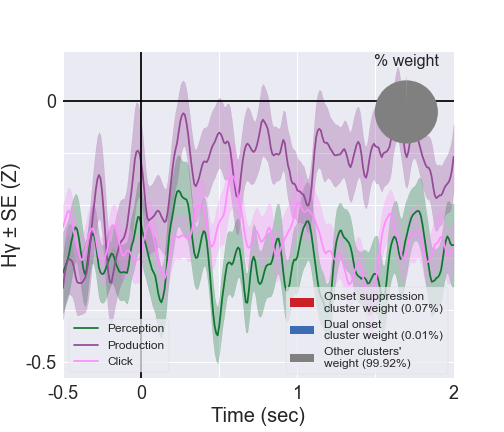 % weight
Hγ ± SE (Z)
0
-0.5
Perception
Production
Click
Onset suppression
cluster weight (0.07%)
Dual onset
cluster weight (0.01%)
Other clusters'
weight (99.92%)
-0.5
0
1
2
Time (sec)